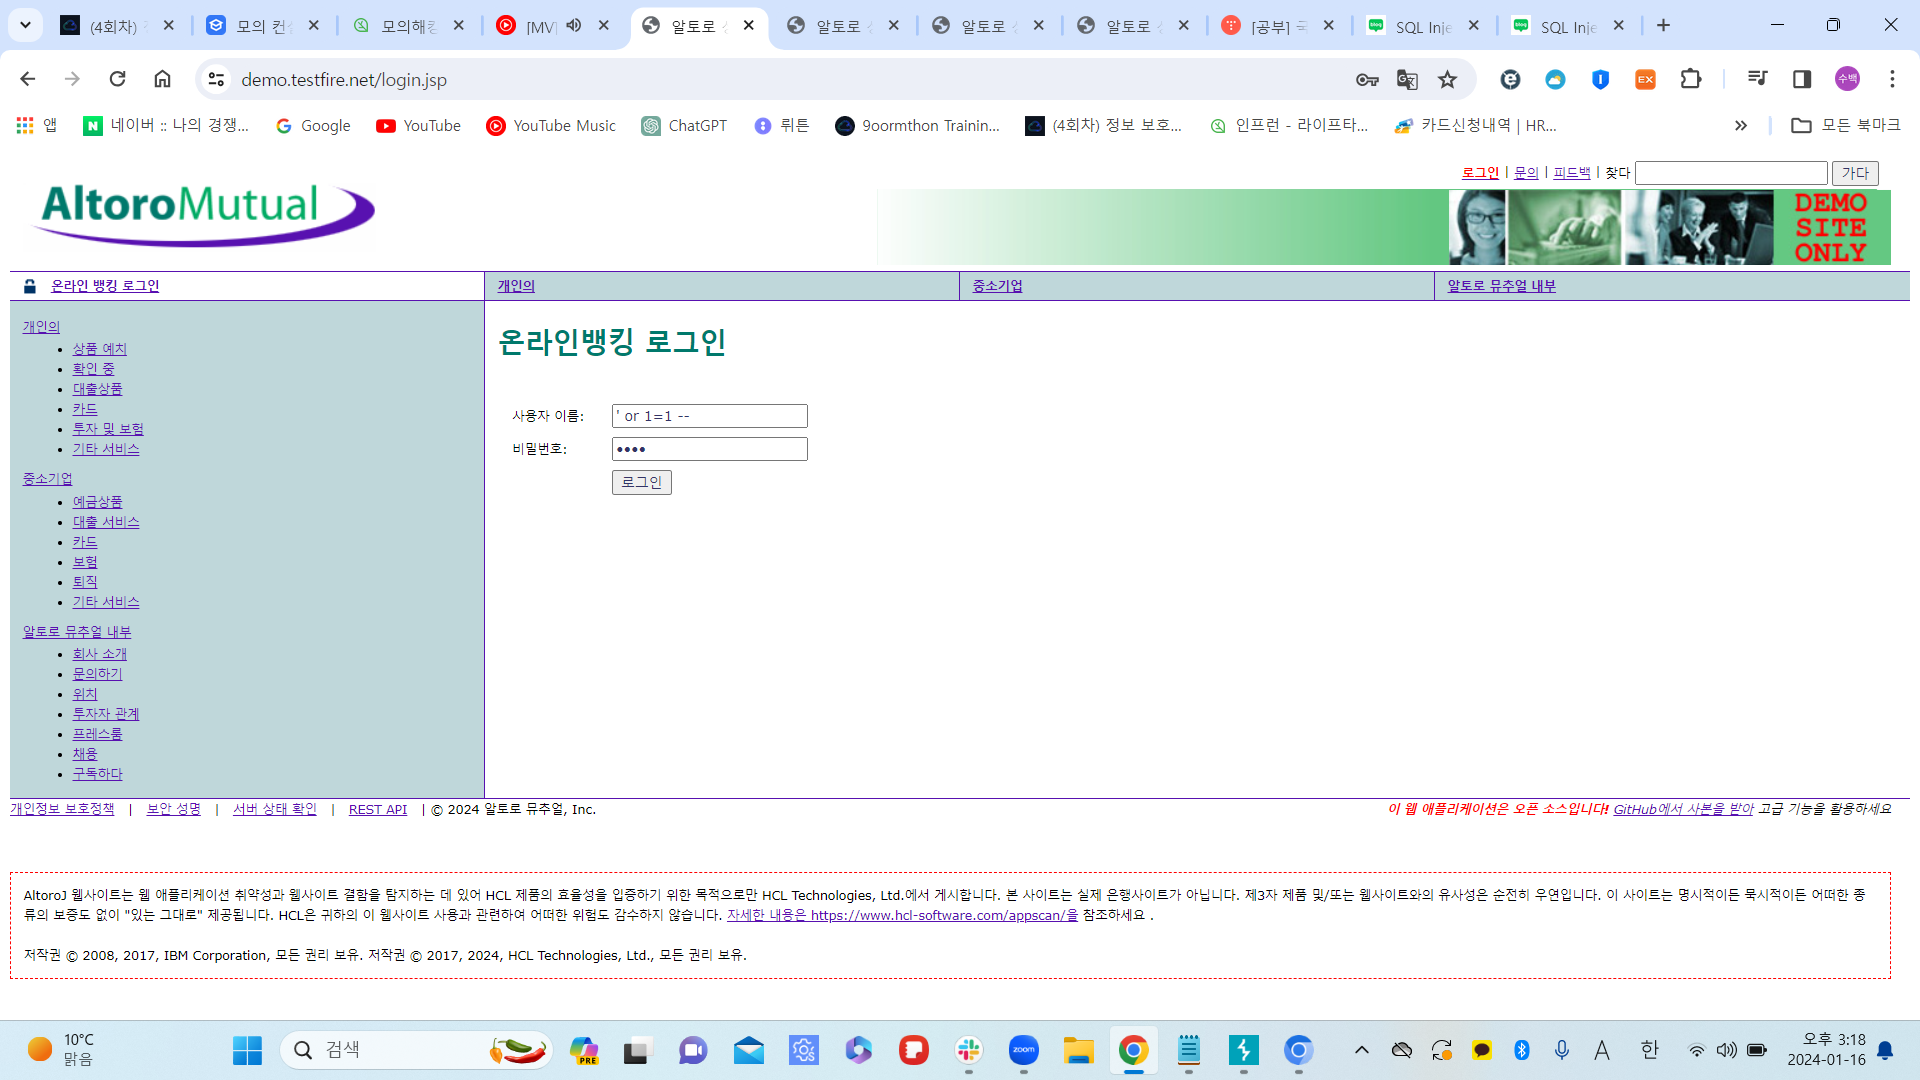 (4회차)
모의 컨설
모의해킹
[MV]
알토로
알토로
알토로
알토로
[공부] 국
SQL Inje
SQL Inje
demo.testfire.net/login.jsp
EX
수백
앱
네이버 :: 나의 경쟁...
Google
YouTube
YouTube Music
ChatGPT
뤼튼
9oormthon Trainin...
(4회차) 정보 보호...
인프런 - 라이프타...
카드신청내역 | HR...
모든 북마크
AltoroMutual
로그인 | 문의 | 피드백 | 찾다
가다
DEMO
SITE
ONLY
온라인 뱅킹 로그인
개인의
중소기업
알토로 뮤추얼 내부
개인의
상품 예치
확인 중
대출상품
카드
투자 및 보험
기타 서비스
중소기업
예금상품
대출 서비스
카드
보험
퇴직
기타 서비스
알토로 뮤추얼 내부
회사 소개
문의하기
위치
투자자 관계
프레스룸
채용
구독하다
온라인뱅킹 로그인
사용자 이름:
' or 1=1 --
비밀번호:
••••
로그인
개인정보 보호정책 | 보안 성명 | 서버 상태 확인 | REST API | © 2024 알토로 뮤추얼, Inc.
이 웹 애플리케이션은 오픈 소스입니다! GitHub에서 사본을 받아 고급 기능을 활용하세요
AltoroJ 웹사이트는 웹 애플리케이션 취약성과 웹사이트 결함을 탐지하는 데 있어 HCL 제품의 효율성을 입증하기 위한 목적으로만 HCL Technologies, Ltd.에서 게시합니다. 본 사이트는 실제 은행사이트가 아닙니다. 제3자 제품 및/또는 웹사이트와의 유사성은 순전히 우연입니다. 이 사이트는 명시적이든 묵시적이든 어떠한 종
류의 보증도 없이 "있는 그대로" 제공됩니다. HCL은 귀하의 이 웹사이트 사용과 관련하여 어떠한 위험도 감수하지 않습니다. 자세한 내용은 https://www.hcl-software.com/appscan/을 참조하세요 .
저작권 © 2008, 2017, IBM Corporation, 모든 권리 보유. 저작권 © 2017, 2024, HCL Technologies, Ltd., 모든 권리 보유.
10°C
맑음
검색
PRE
zoom
A
한
오후 3:18
2024-01-16